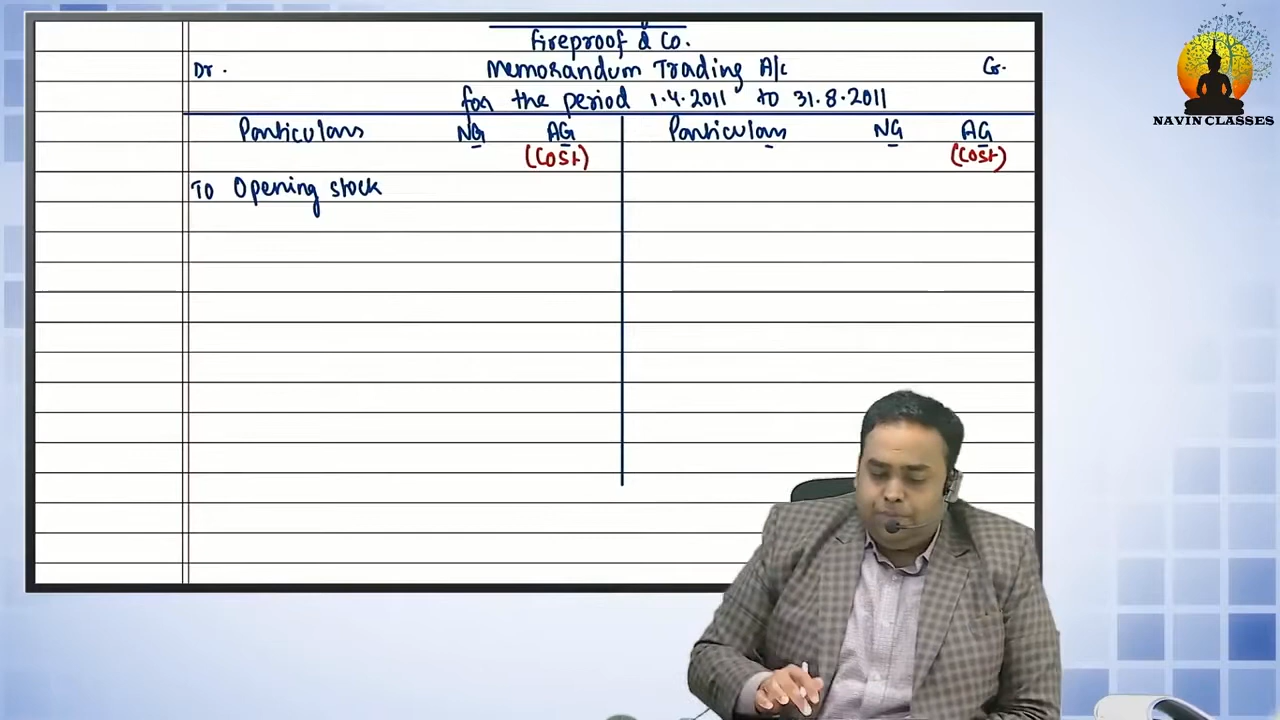 Fireproof & Co.
Dr. Memorandum Trading A/c Cr.
for the period 1.4.2011 to 31.8.2011
Particulars NG AG Particulars NG AG
(Cost) (Cost)
To Opening stock
NAVIN CLASSES